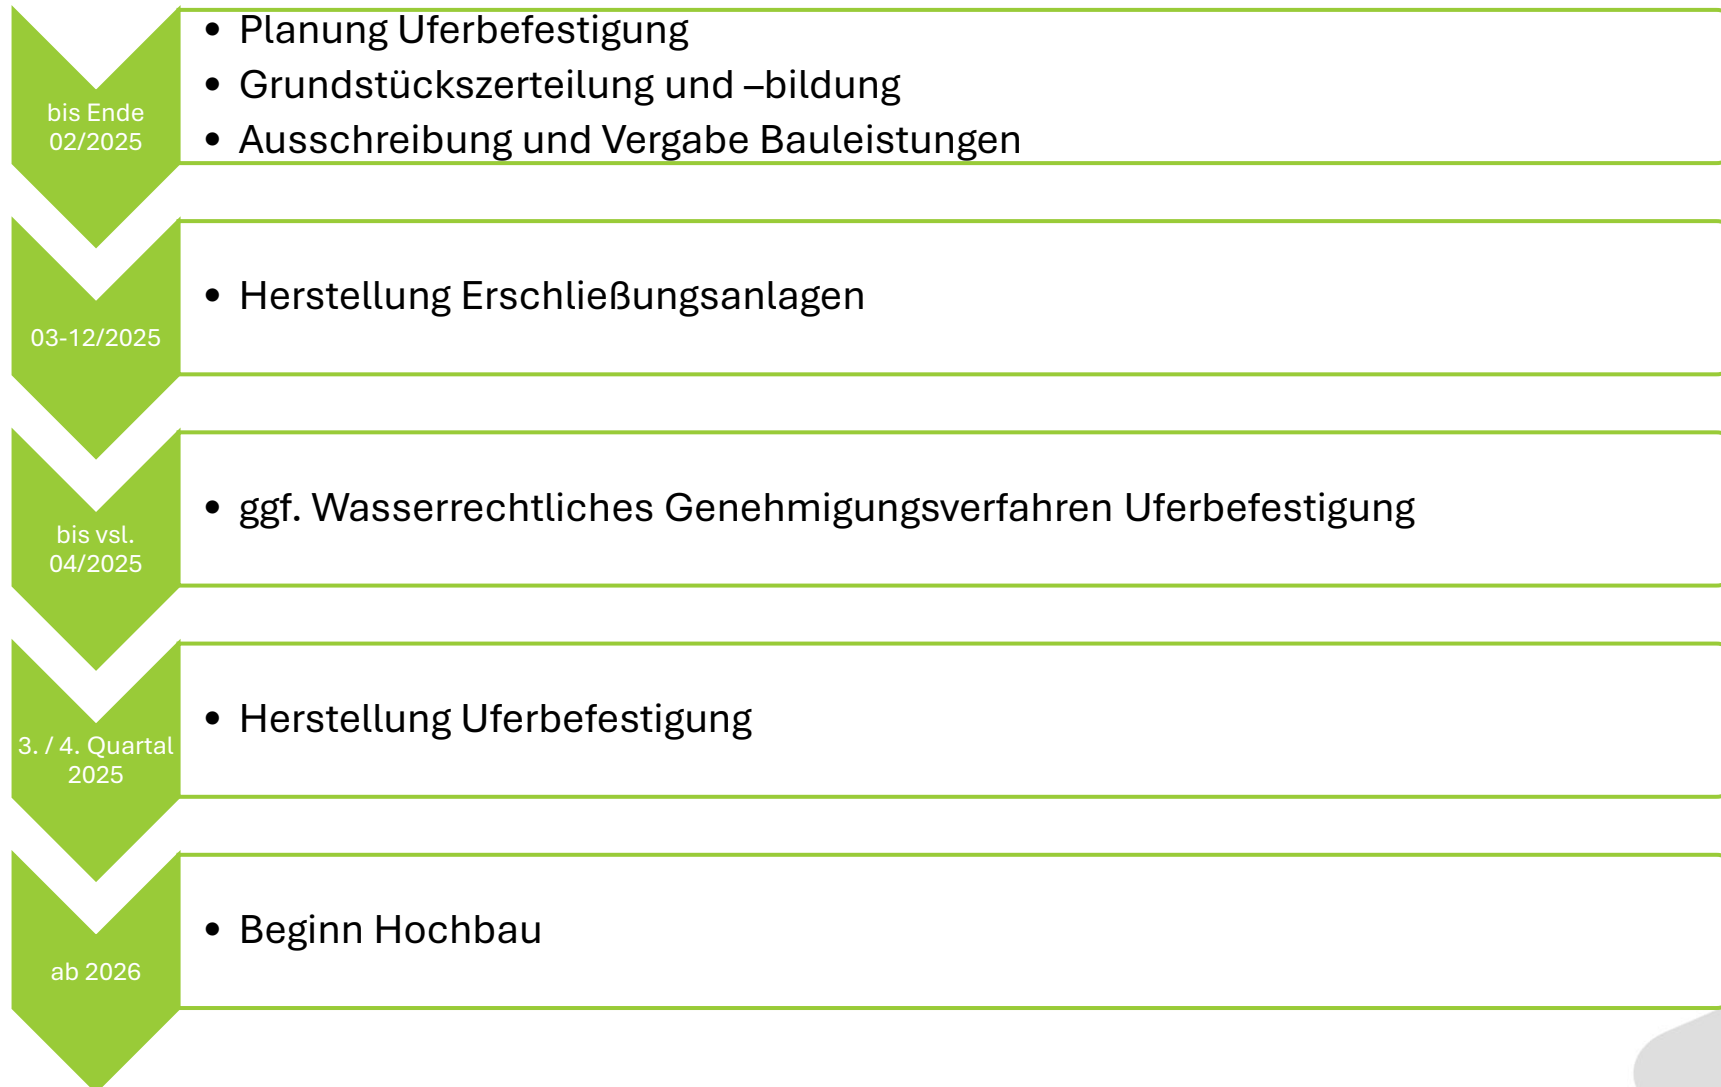 bis Ende
02/2025
• Planung Uferbefestigung
• Grundstückszerteilung und –bildung
• Ausschreibung und Vergabe Bauleistungen
03-12/2025
• Herstellung Erschließungsanlagen
bis vsl.
04/2025
• ggf. Wasserrechtliches Genehmigungsverfahren Uferbefestigung
3. / 4. Quartal
2025
• Herstellung Uferbefestigung
ab 2026
• Beginn Hochbau